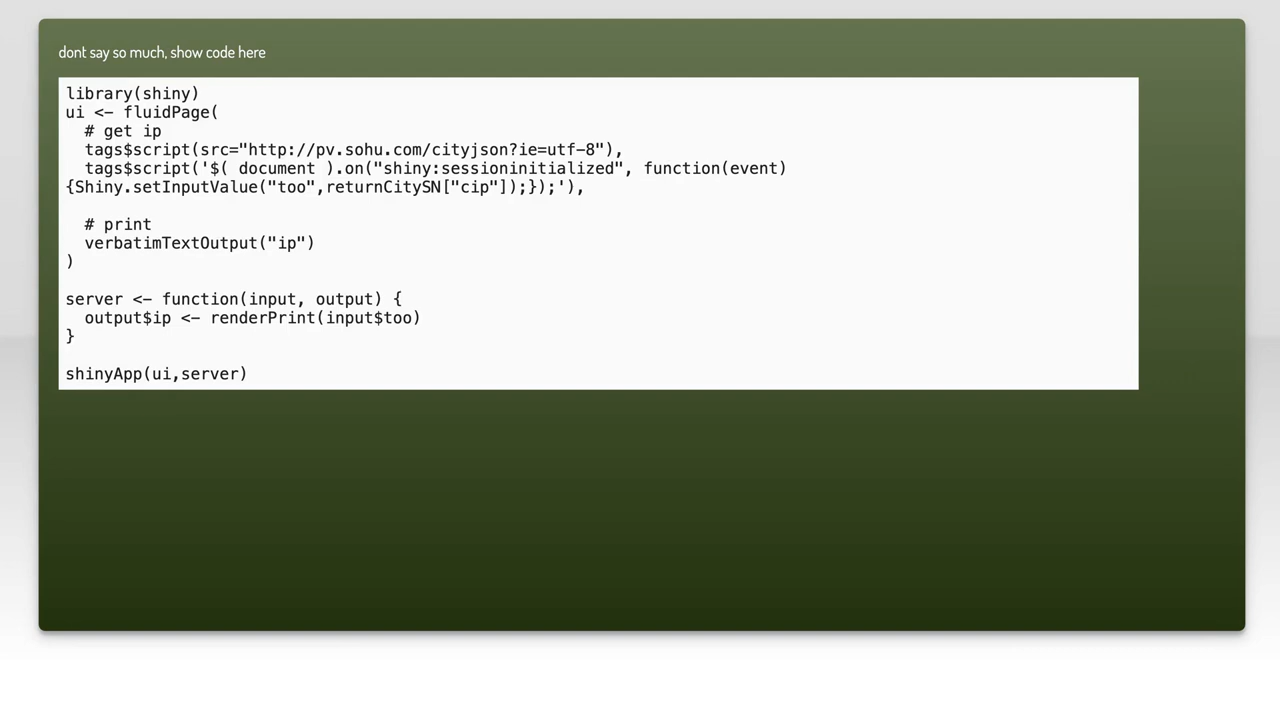 dont say so much, show code here
library(shiny)
ui <- fluidPage(
  # get ip
  tags$script(src="http://pv.sohu.com/cityjson?ie=utf-8"),
  tags$script('$( document ).on("shiny:sessioninitialized", function(event)
{Shiny.setInputValue("too",returnCitySN["cip"]);});'),
  # print
  verbatimTextOutput("ip")
)
server <- function(input, output) {
  output$ip <- renderPrint(input$too)
}
shinyApp(ui,server)